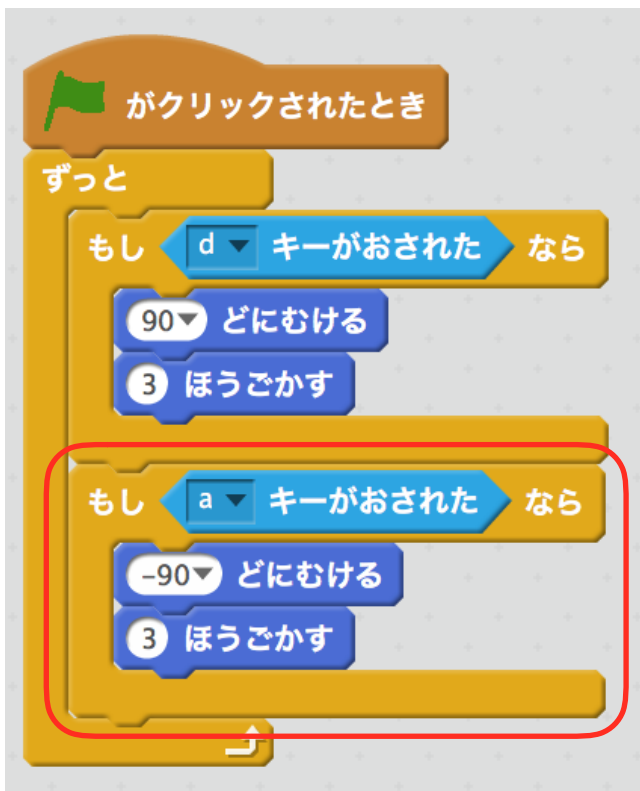 がクリックされたとき
ずっと
もし d キーがおされた なら
90 どにむける
3 ほうごかす
もし a キーがおされた なら
-90 どにむける
3 ほうごかす